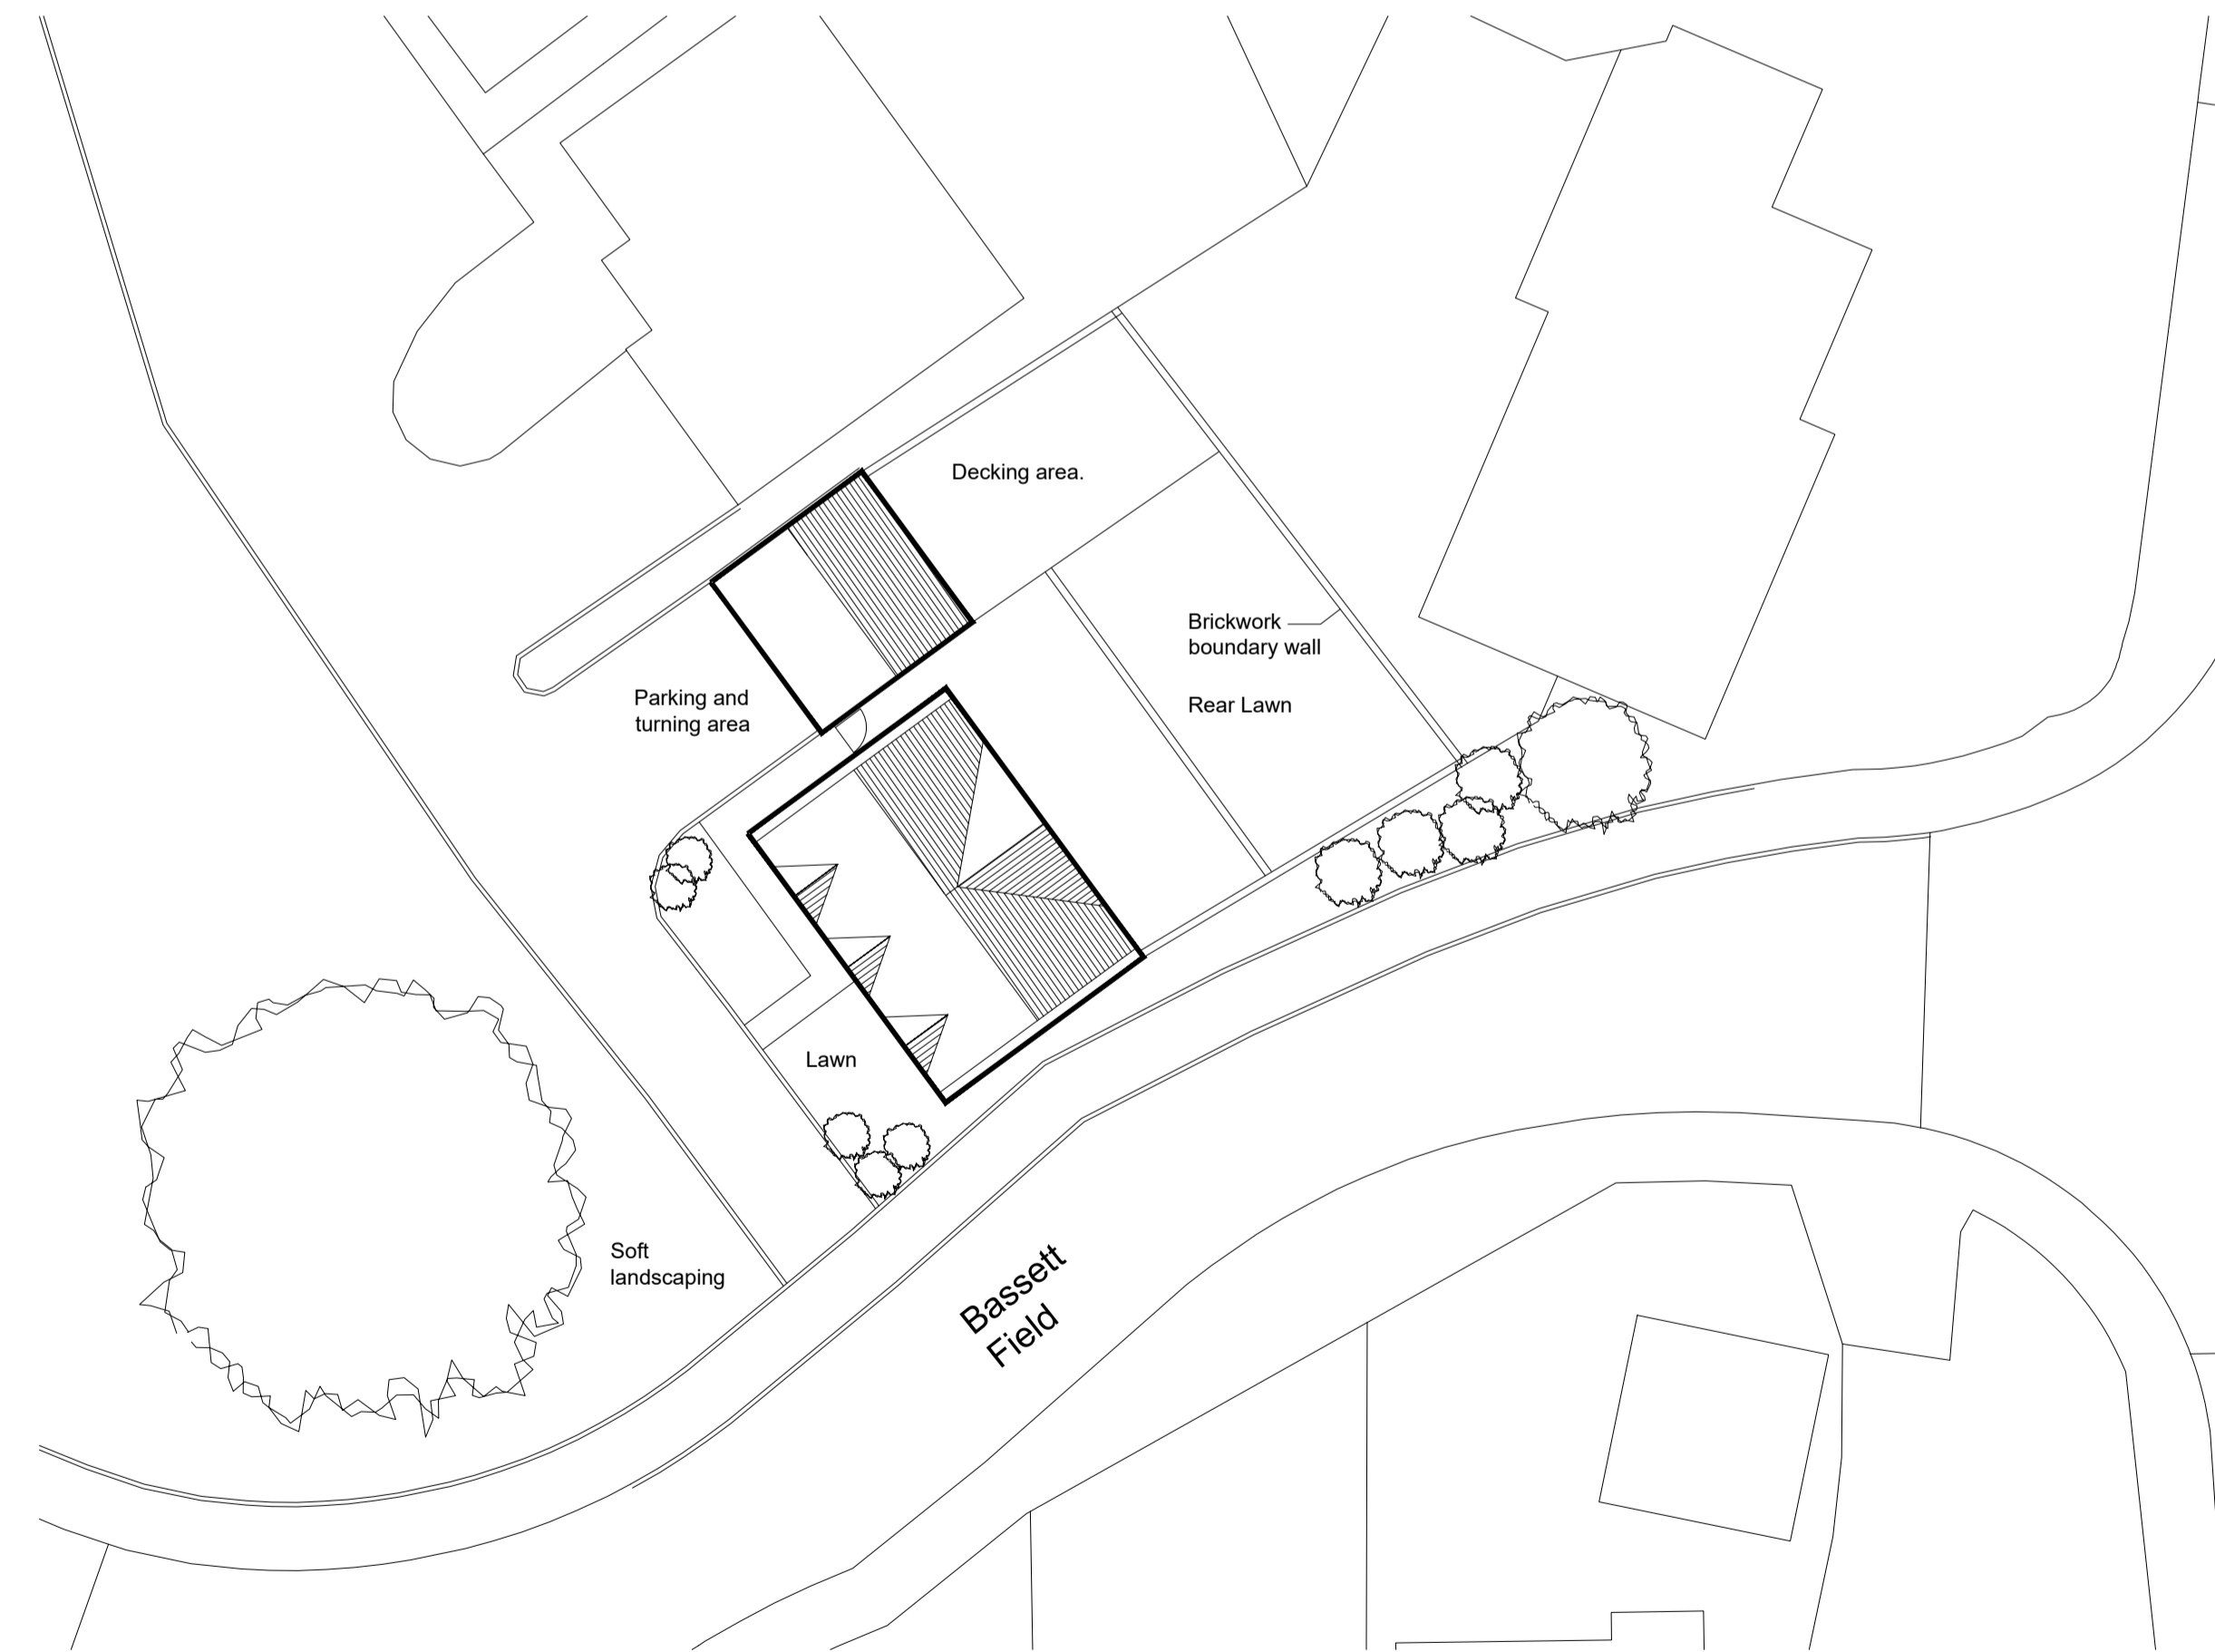 Decking area.
Brickwork
boundary wall
Rear Lawn
Parking and
turning area
Lawn
Soft
landscaping
Bassett
Field